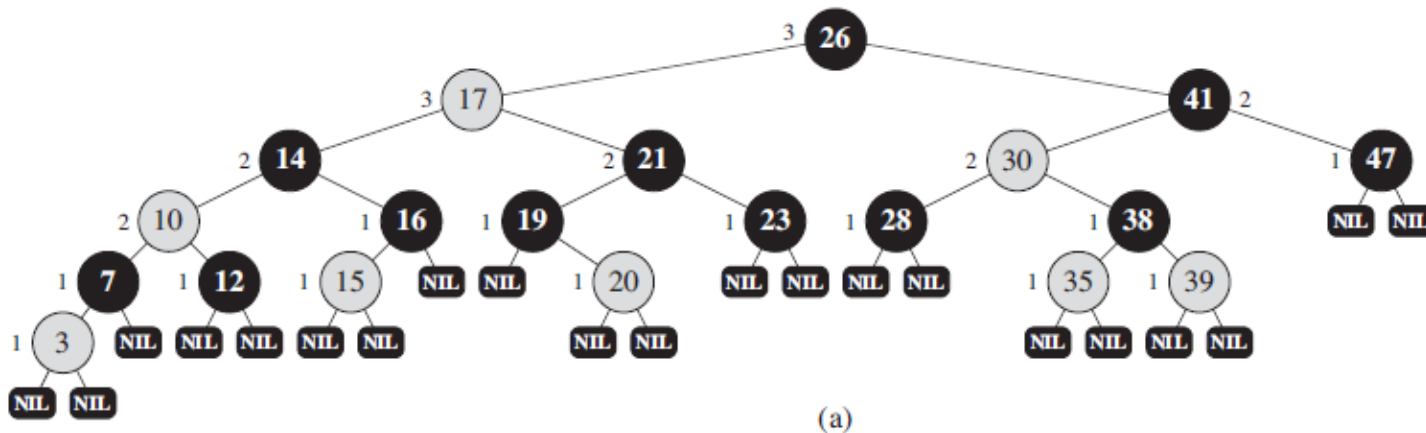 3 26
3 17 41 2
2 14 2 21 2 30 1 47
2 10 1 16 1 19 1 23 1 28 1 38 NIL NIL
1 7 1 12 1 15 NIL NIL 1 20 NIL NIL NIL NIL 1 35 1 39
1 3 NIL NIL NIL NIL NIL NIL NIL NIL NIL NIL NIL
NIL NIL
(a)